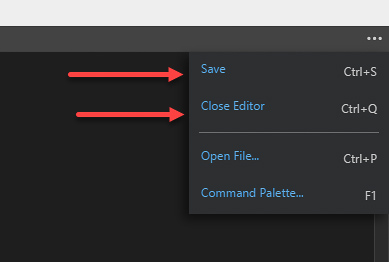 Save Ctrl+S
Close Editor Ctrl+Q
Open File... Ctrl+P
Command Palette... F1